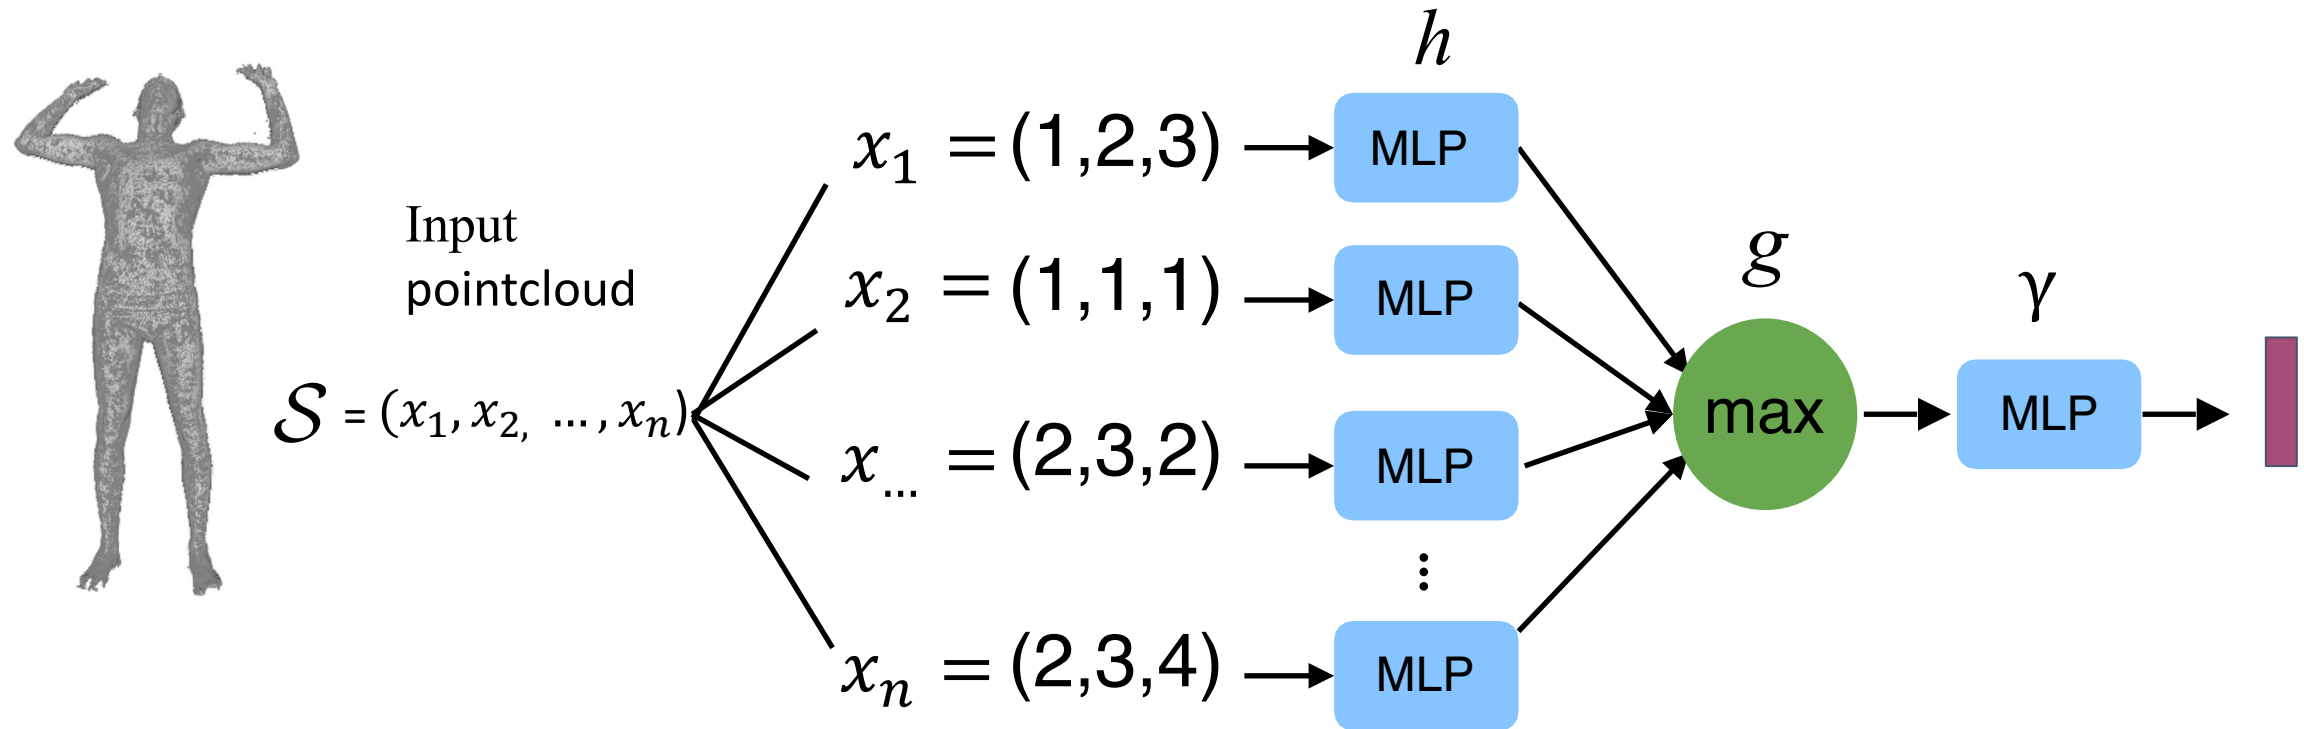 h
x₁ = (1,2,3) MLP
Input
pointcloud
x₂ = (1,1,1) MLP
g
γ
𝒮 = (x₁, x₂, …, xₙ)
max
MLP
x… = (2,3,2) MLP
⋮
xₙ = (2,3,4) MLP